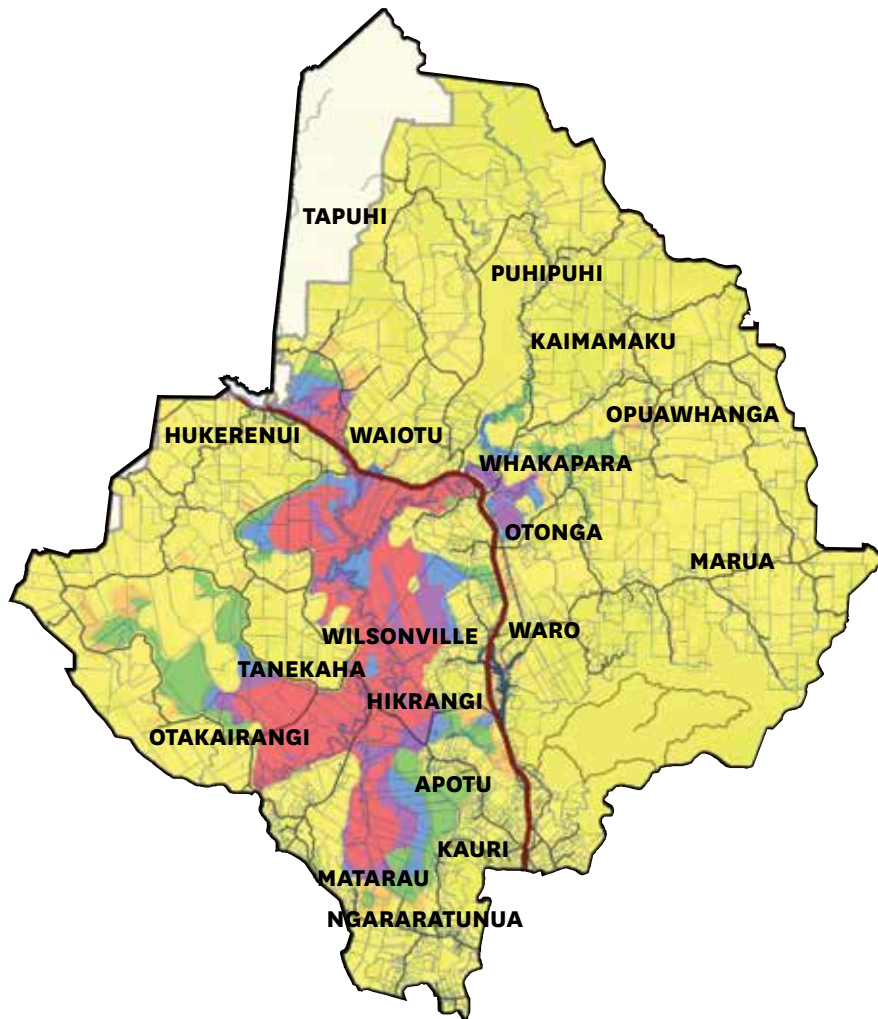 TAPUHI
PUHIPUHI
KAIMAMAKU
OPUAWHANGA
HUKERENUI
WAIOTU
WHAKAPARA
OTONGA
MARUA
WILSONVILLE
WARO
TANEKAHA
HIKRANGI
OTAKAIRANGI
APOTU
KAURI
MATARAU
NGARARATUNUA